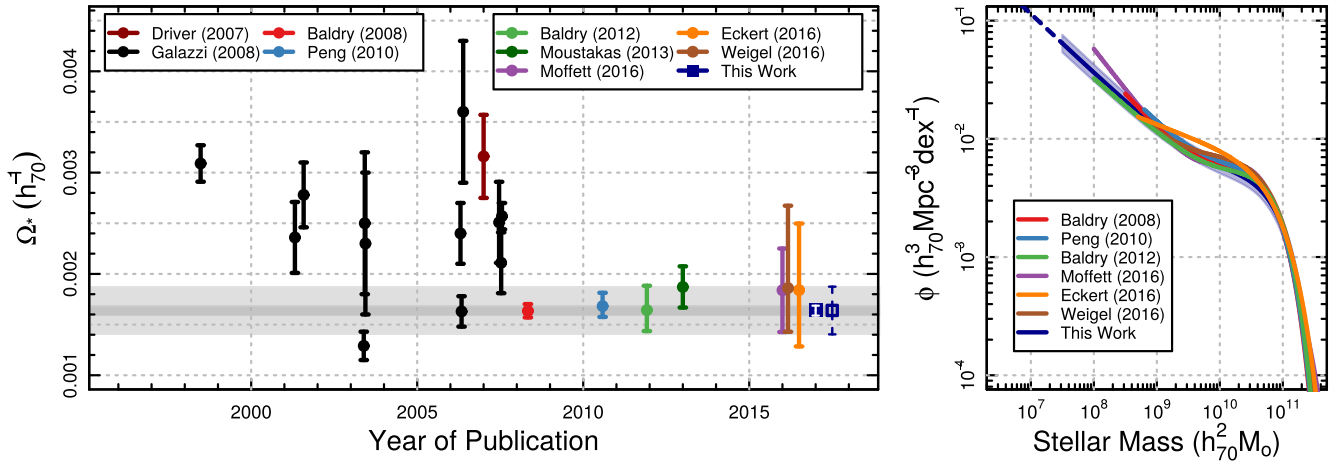 Driver (2007)
Galazzi (2008)
Baldry (2008)
Peng (2010)
Baldry (2012)
Moustakas (2013)
Moffett (2016)
Eckert (2016)
Weigel (2016)
This Work
0.004
0.003
0.002
0.001
Ω* (h₇₀⁻¹)
2000 2005 2010 2015
Year of Publication
10⁻¹
10⁻²
10⁻³
10⁻⁴
ϕ (h₇₀³Mpc⁻³dex⁻¹)
Baldry (2008)
Peng (2010)
Baldry (2012)
Moffett (2016)
Eckert (2016)
Weigel (2016)
This Work
10⁷ 10⁸ 10⁹ 10¹⁰ 10¹¹
Stellar Mass (h₇₀²Mₒ)